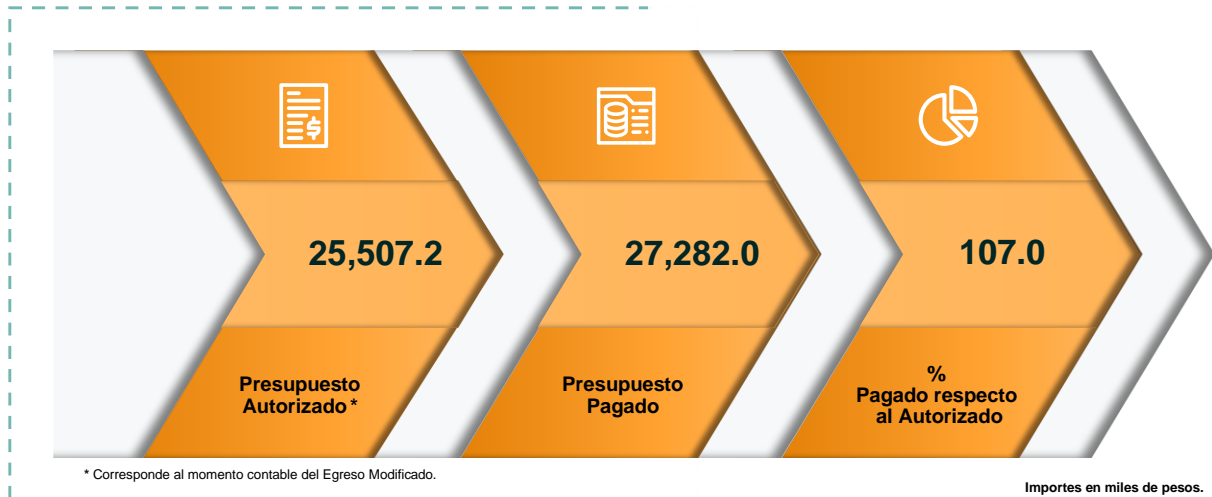 25,507.2
27,282.0
107.0
Presupuesto
Autorizado *
Presupuesto
Pagado
%
Pagado respecto
al Autorizado
* Corresponde al momento contable del Egreso Modificado.
Importes en miles de pesos.